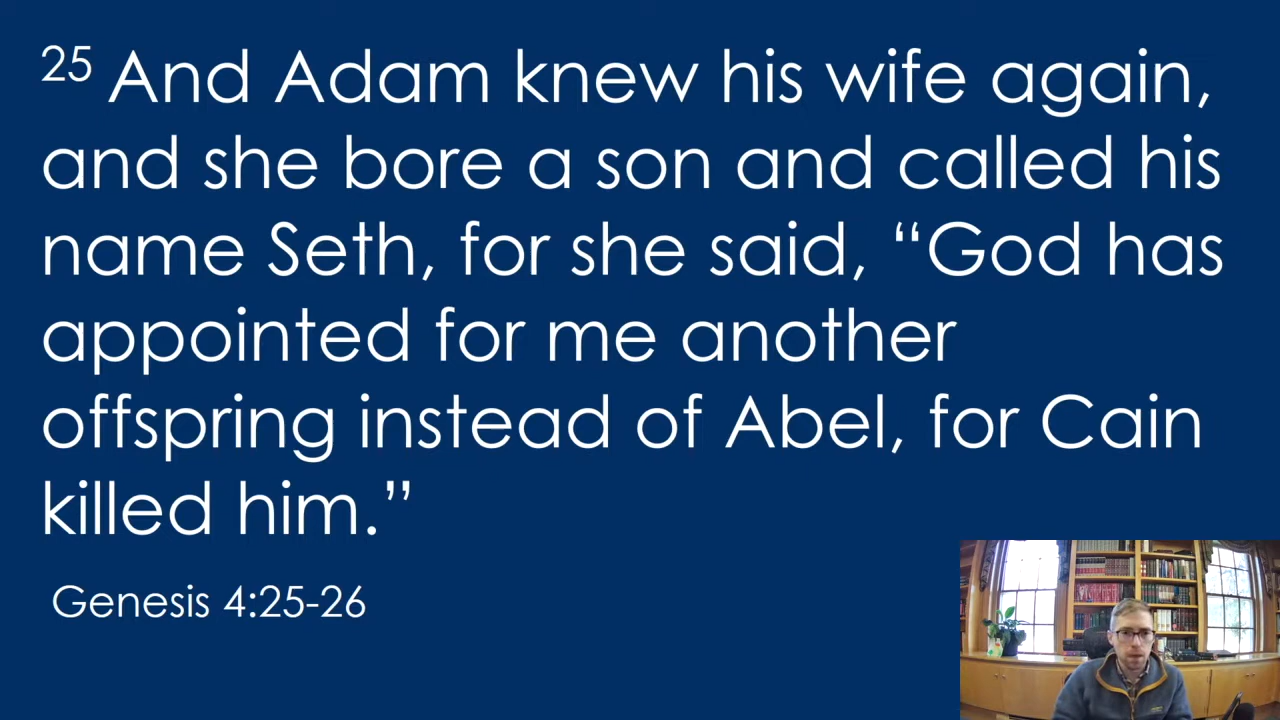 25 And Adam knew his wife again,
and she bore a son and called his
name Seth, for she said, “God has
appointed for me another
offspring instead of Abel, for Cain
killed him.”
Genesis 4:25-26